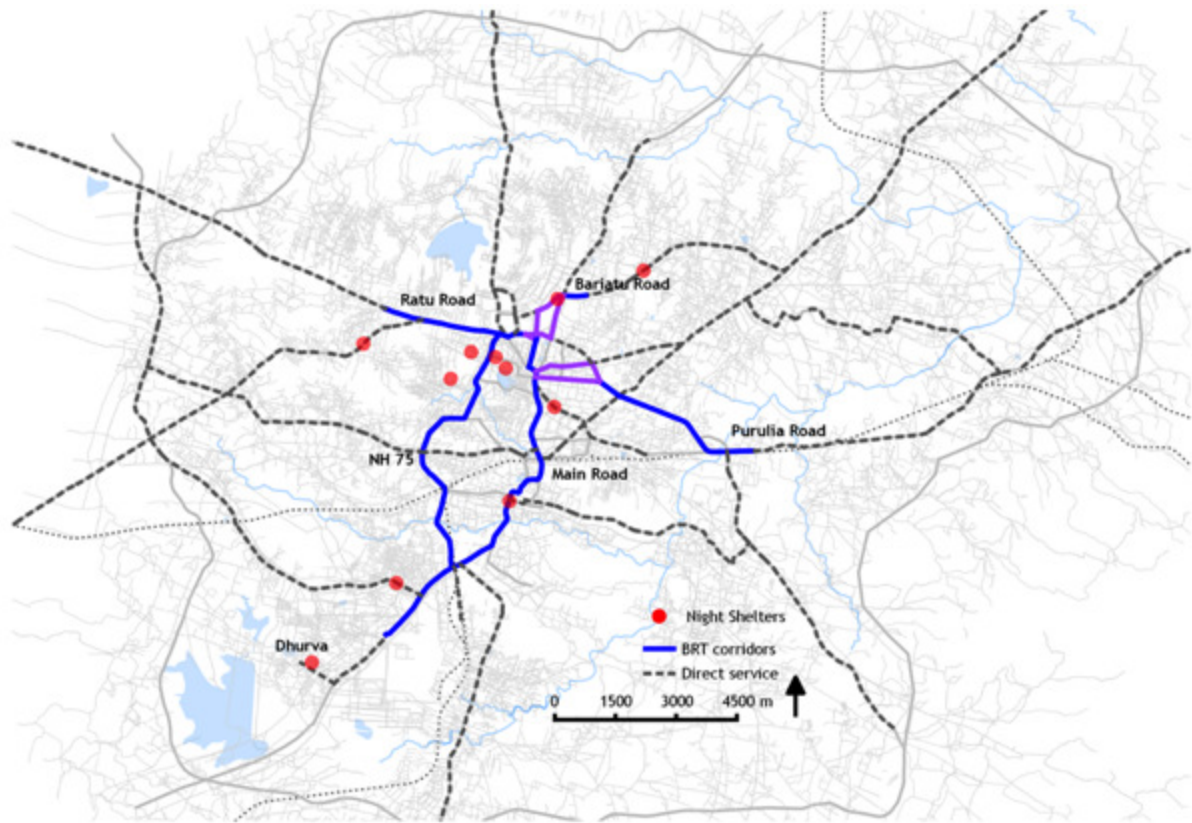 Bariatu Road
Ratu Road
Purulia Road
NH 75
Main Road
Night Shelters
Dhurva
BRT corridors
Direct service
0 1500 3000 4500 m